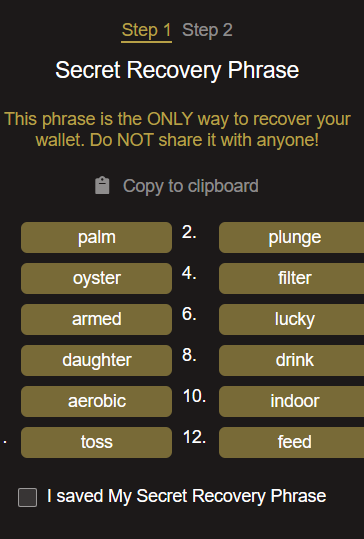 Step 1 Step 2
Secret Recovery Phrase
This phrase is the ONLY way to recover your
wallet. Do NOT share it with anyone!
Copy to clipboard
palm 2. plunge
oyster 4. filter
armed 6. lucky
daughter 8. drink
aerobic 10. indoor
. toss 12. feed
I saved My Secret Recovery Phrase